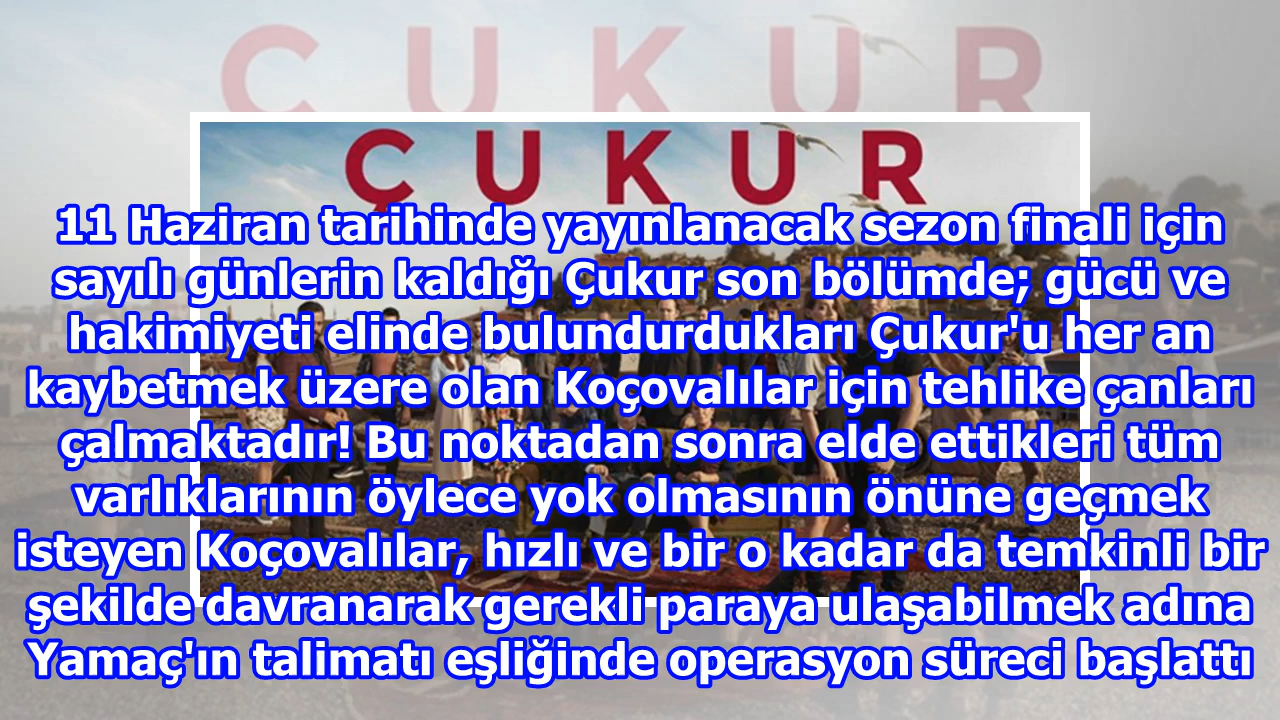 ÇUKUR
ÇUKUR
11 Haziran tarihinde yayınlanacak sezon finali için
sayılı günlerin kaldığı Çukur son bölümde; gücü ve
hakimiyeti elinde bulundurdukları Çukur'u her an
kaybetmek üzere olan Koçovalılar için tehlike çanları
çalmaktadır! Bu noktadan sonra elde ettikleri tüm
varlıklarının öylece yok olmasının önüne geçmek
isteyen Koçovalılar, hızlı ve bir o kadar da temkinli bir
şekilde davranarak gerekli paraya ulaşabilmek adına
Yamaç'ın talimatı eşliğinde operasyon süreci başlattı